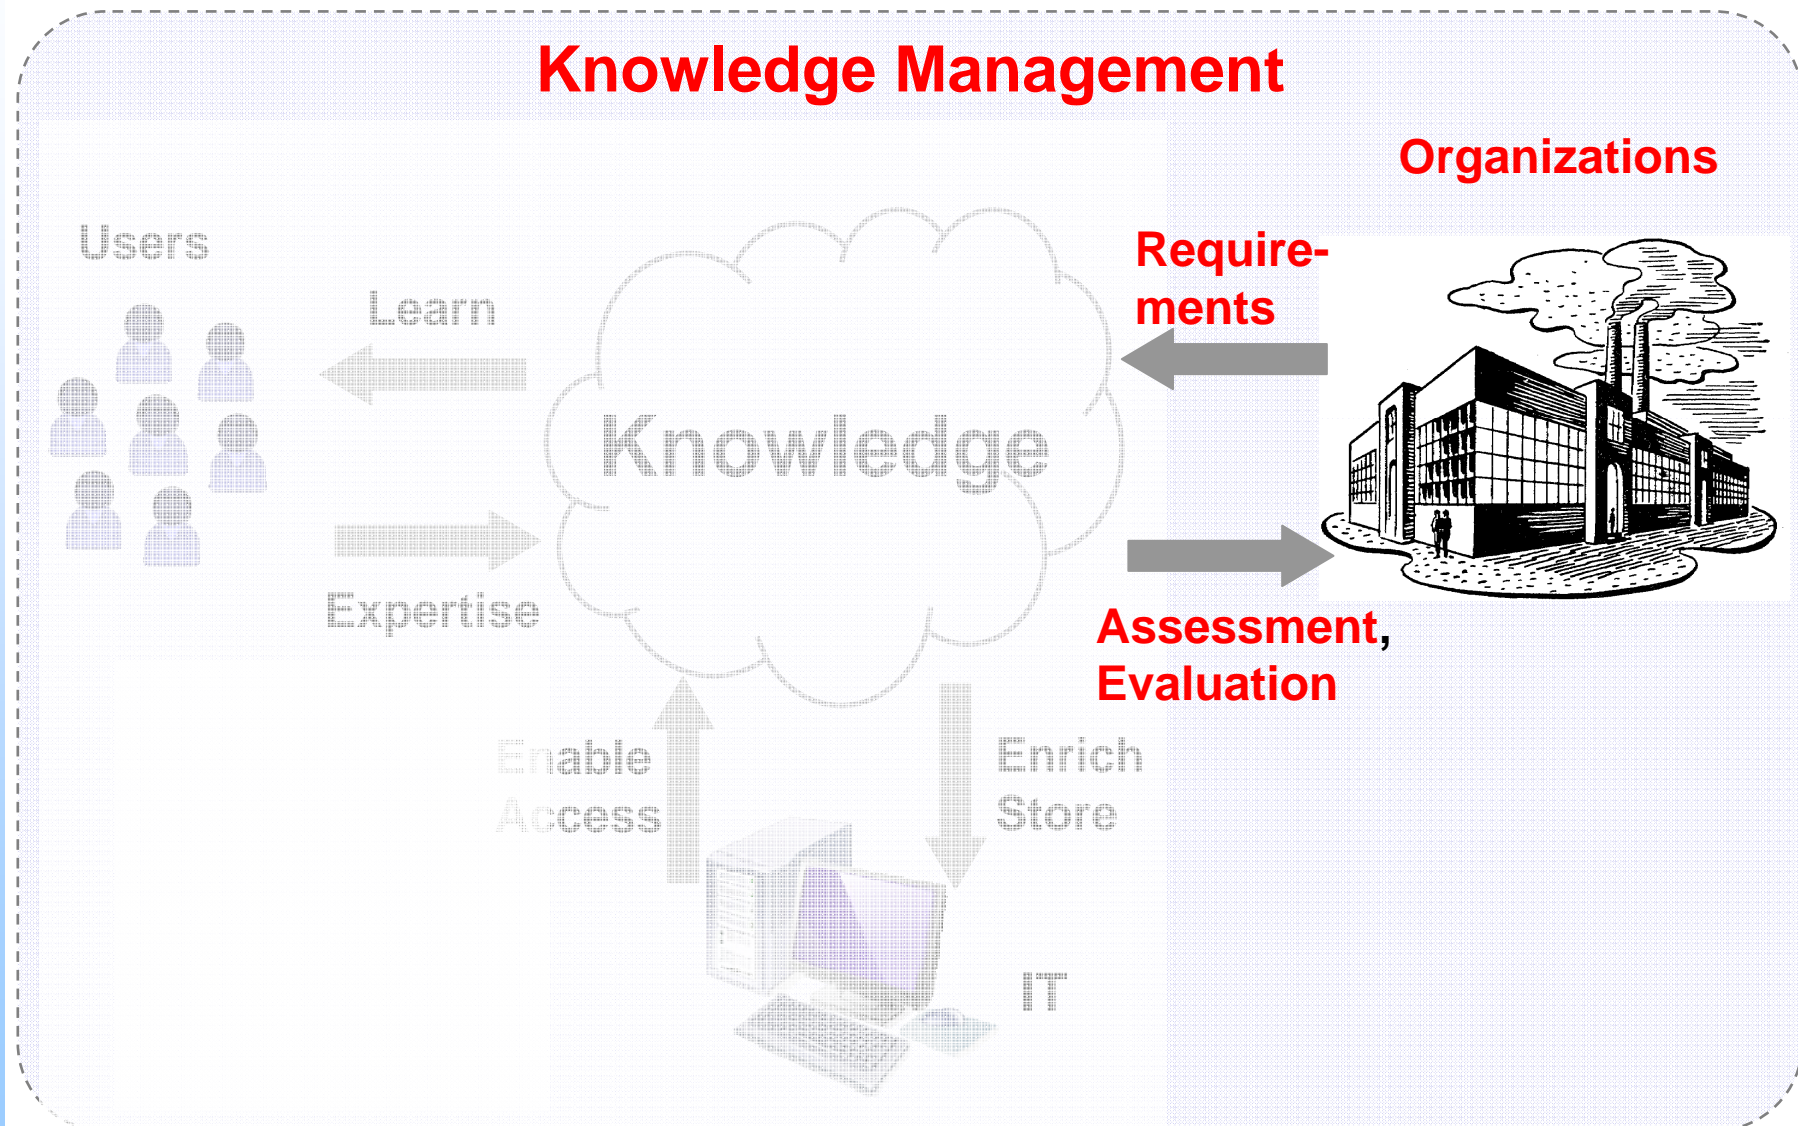 Knowledge Management
Organizations
Users
Require-
ments
Learn
Knowledge
Expertise
Assessment,
Evaluation
Enable
Access
Enrich
Store
IT